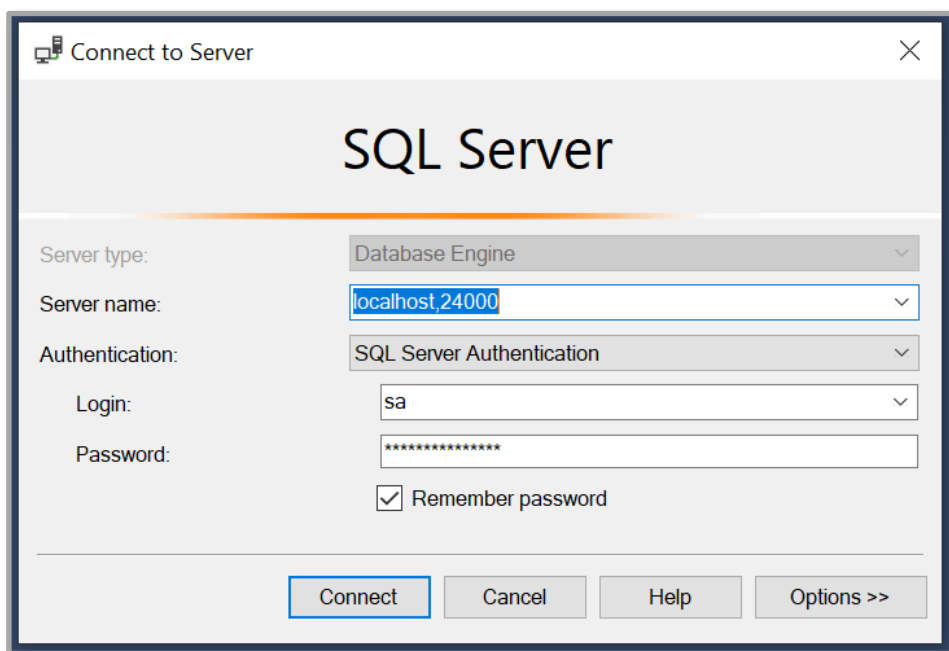 Connect to Server
SQL Server
Server type: Database Engine
Server name: localhost,24000
Authentication: SQL Server Authentication
Login: sa
Password: ***************
Remember password
Connect Cancel Help Options >>